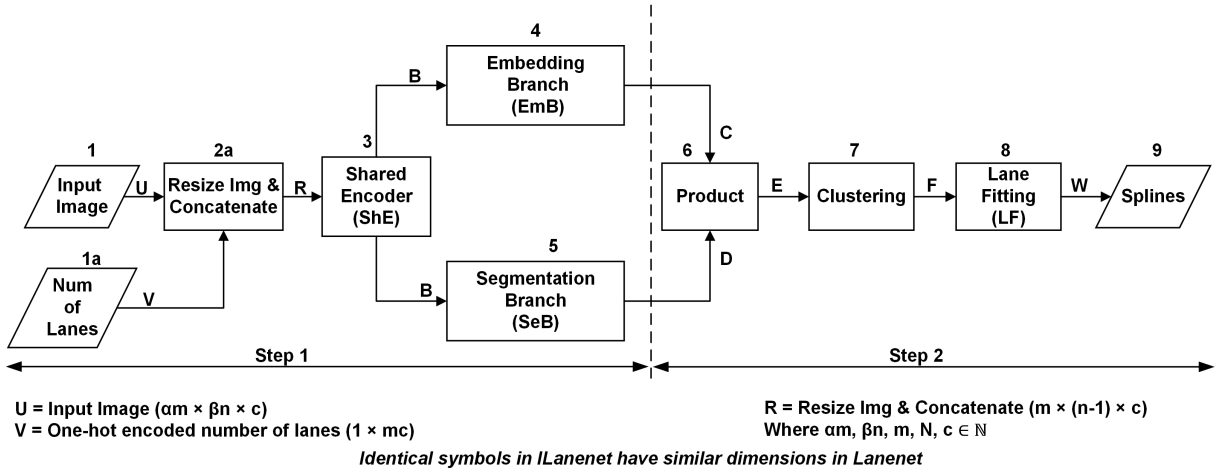 4
Embedding
Branch
(EmB)
B
C
1
Input
Image
U
2a
Resize Img &
Concatenate
R
3
Shared
Encoder
(ShE)
6
Product
E
7
Clustering
F
8
Lane
Fitting
(LF)
W
9
Splines
1a
Num
of
Lanes
V
B
5
Segmentation
Branch
(SeB)
D
Step 1
Step 2
U = Input Image (αm × βn × c)
V = One-hot encoded number of lanes (1 × mc)
R = Resize Img & Concatenate (m × (n-1) × c)
Where αm, βn, m, N, c ∈ ℕ
Identical symbols in ILanenet have similar dimensions in Lanenet